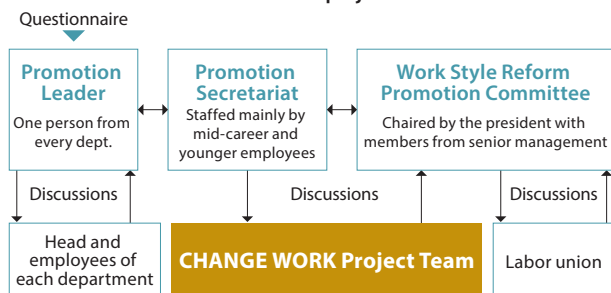 Questionnaire
Promotion
Leader
One person from
every dept.
Promotion
Secretariat
Staffed mainly by
mid-career and
younger employees
Work Style Reform
Promotion Committee
Chaired by the president with
members from senior management
Discussions
Discussions
Discussions
Head and
employees of
each department
CHANGE WORK Project Team
Labor union